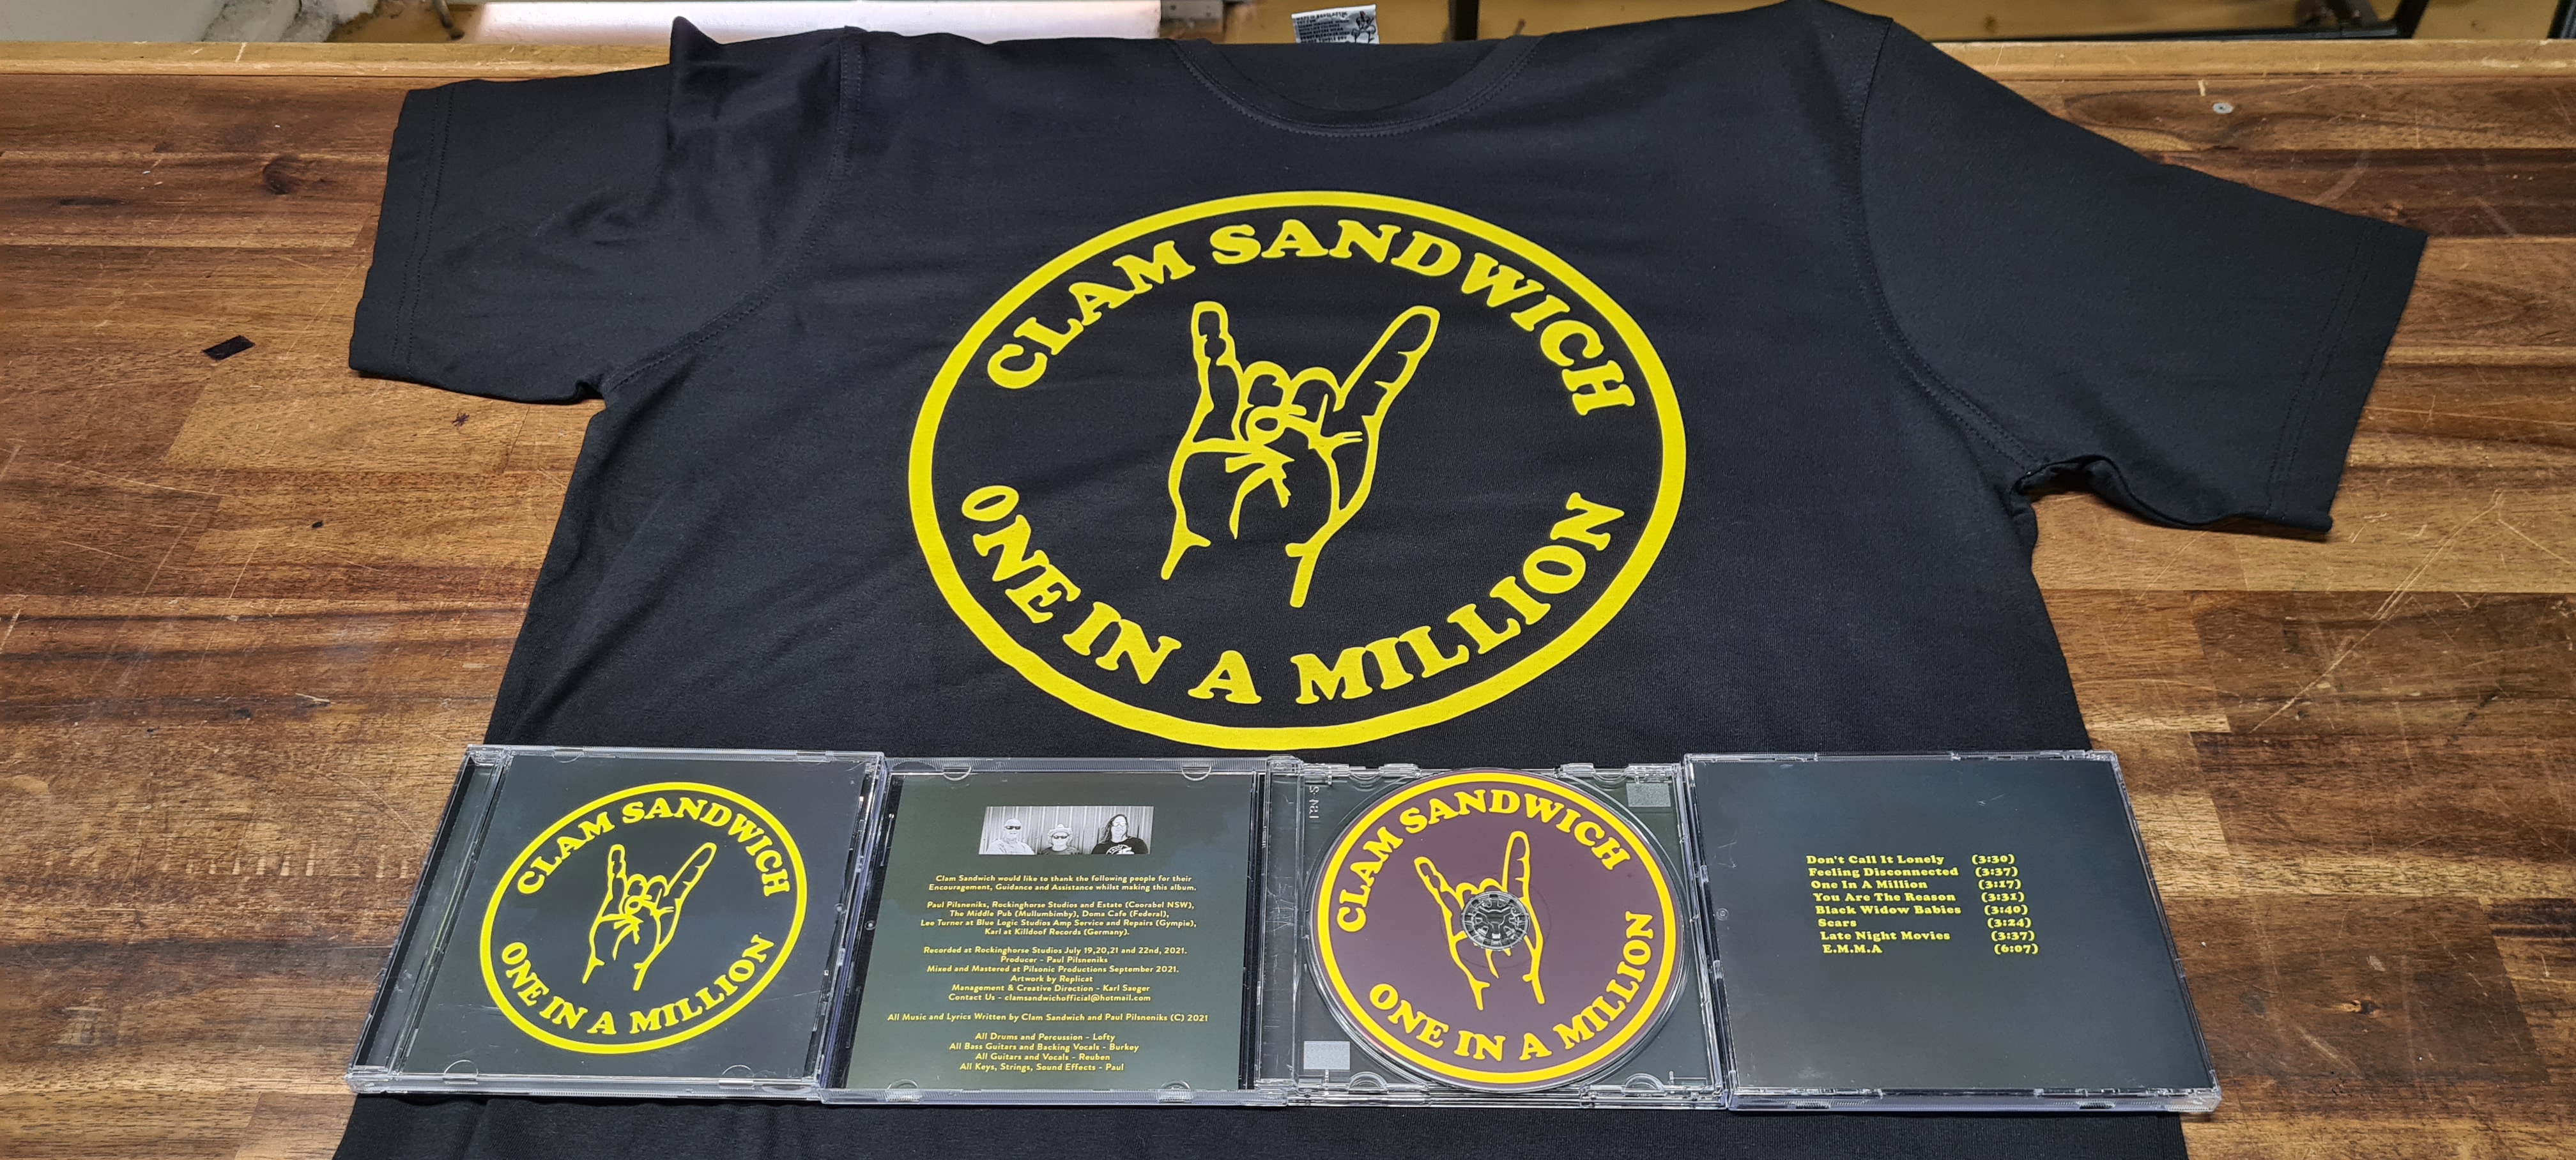 CLAM SANDWICH
ONE IN A MILLION
CLAM SANDWICH
ONE IN A MILLION
Clam Sandwich would like to thank the following people for their
Encouragement, Guidance and Assistance whilst making this album.
Paul Pilsneniks, Rockinghorse Studios and Estate (Coorabel NSW),
The Middle Pub (Mullumbimby), Doma Cafe (Federal),
Lee Turner at Blue Logic Studios Amp Service and Repairs (Gympie),
Karl at Killdoof Records (Germany).
Recorded at Rockinghorse Studios July 19,20,21 and 22nd, 2021.
Producer - Paul Pilsneniks
Mixed and Mastered at Pilsonic Productions September 2021.
Artwork by Replicat
Management & Creative Direction - Karl Saeger
Contact Us - clamsandwichofficial@hotmail.com
All Music and Lyrics Written by Clam Sandwich and Paul Pilsneniks (C) 2021
All Drums and Percussion - Lofty
All Bass Guitars and Backing Vocals - Burkey
All Guitars and Vocals - Reuben
All Keys, Strings, Sound Effects - Paul
CLAM SANDWICH
ONE IN A MILLION
Don't Call It Lonely (3:30)
Feeling Disconnected (3:37)
One In A Million (3:17)
You Are The Reason (3:31)
Black Widow Babies (3:40)
Scars (3:24)
Late Night Movies (3:37)
E.M.M.A (6:07)